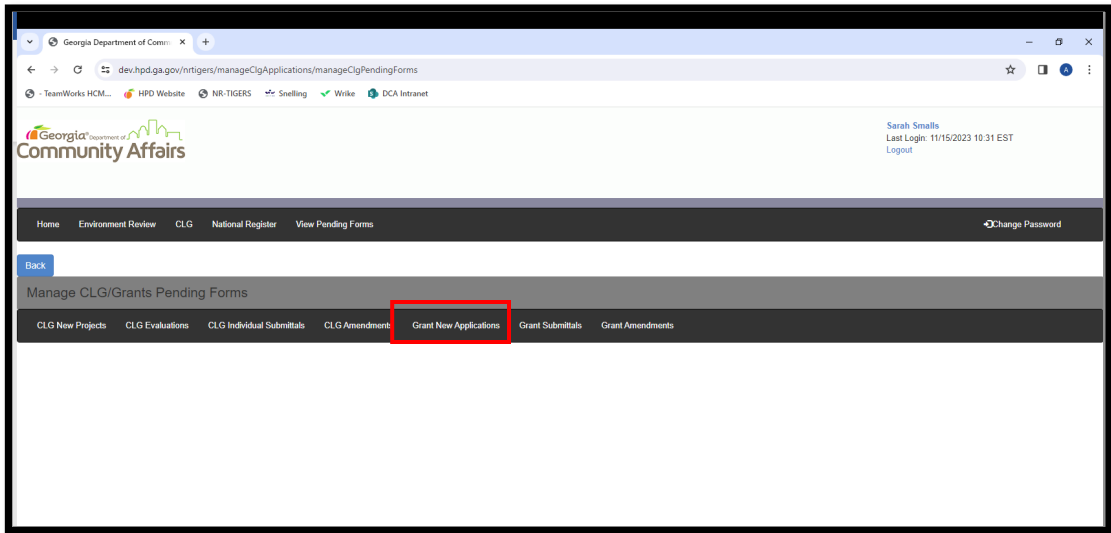 Georgia Department of Comm
dev.hpd.ga.gov/nrtigers/manageClgApplications/manageClgPendingForms
A
- TeamWorks HCM... HPD Website NR-TIGERS Snelling Wrike DCA Intranet
Georgia® Department of
Community Affairs
Sarah Smalls
Last Login: 11/15/2023 10:31 EST
Logout
Home Environment Review CLG National Register View Pending Forms Change Password
Back
Manage CLG/Grants Pending Forms
CLG New Projects CLG Evaluations CLG Individual Submittals CLG Amendments Grant New Applications Grant Submittals Grant Amendments